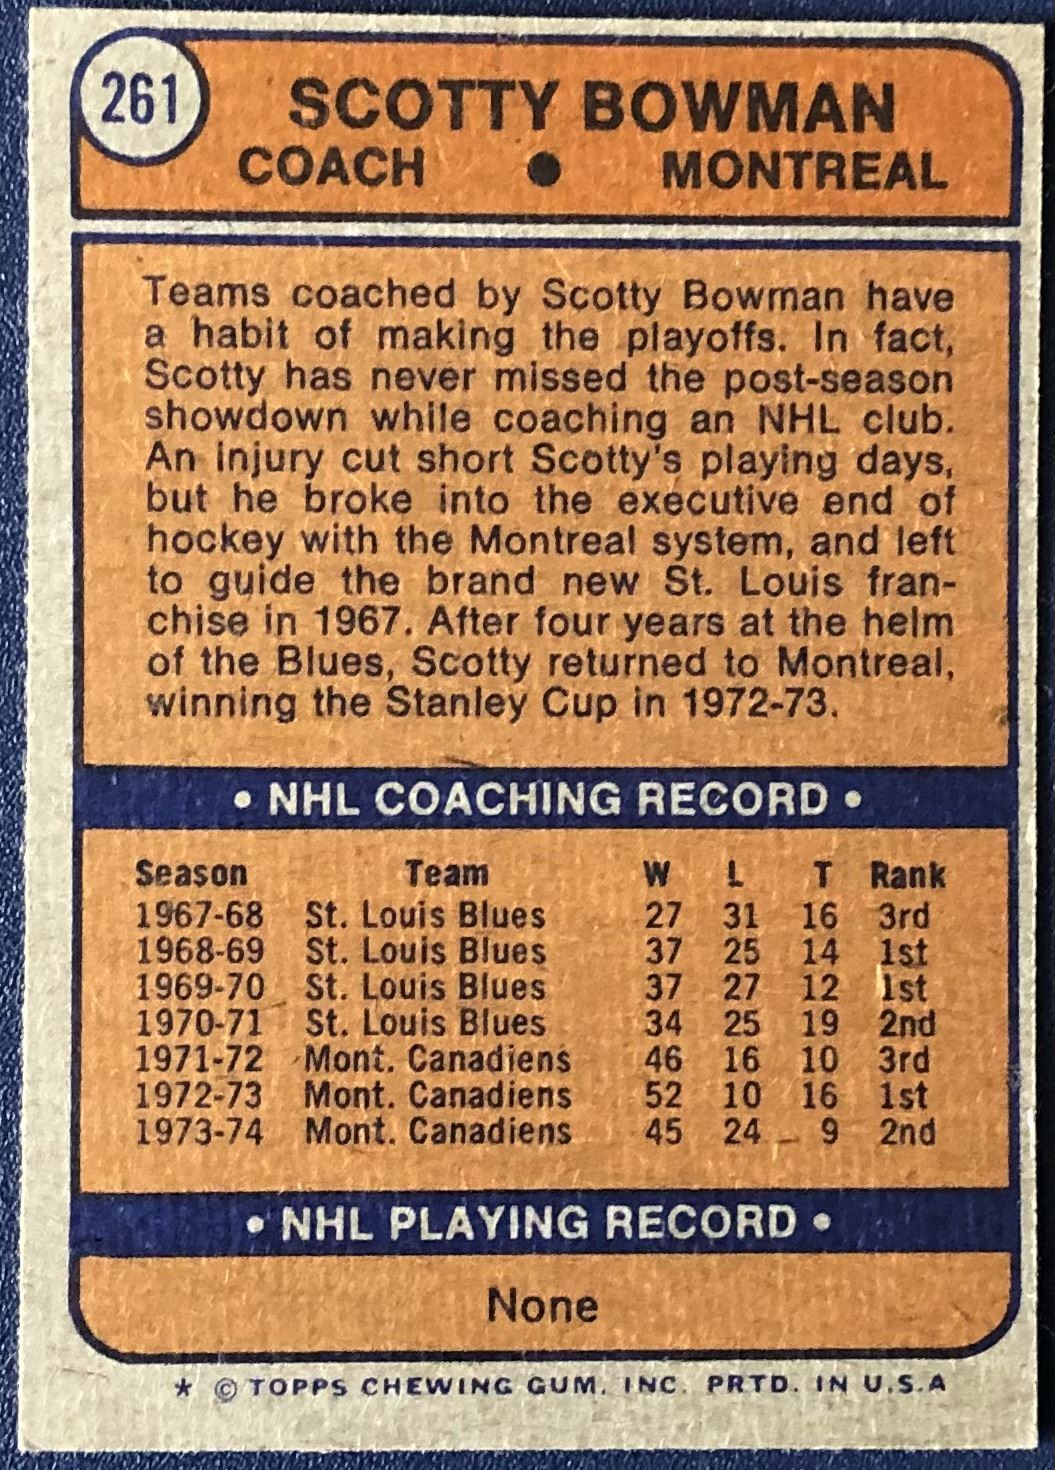 261
SCOTTY BOWMAN
COACH • MONTREAL
Teams coached by Scotty Bowman have
a habit of making the playoffs. In fact,
Scotty has never missed the post-season
showdown while coaching an NHL club.
An injury cut short Scotty's playing days,
but he broke into the executive end of
hockey with the Montreal system, and left
to guide the brand new St. Louis fran-
chise in 1967. After four years at the helm
of the Blues, Scotty returned to Montreal,
winning the Stanley Cup in 1972-73.
• NHL COACHING RECORD •
Season Team W L T Rank
1967-68 St. Louis Blues 27 31 16 3rd
1968-69 St. Louis Blues 37 25 14 1st
1969-70 St. Louis Blues 37 27 12 1st
1970-71 St. Louis Blues 34 25 19 2nd
1971-72 Mont. Canadiens 46 16 10 3rd
1972-73 Mont. Canadiens 52 10 16 1st
1973-74 Mont. Canadiens 45 24 9 2nd
• NHL PLAYING RECORD •
None
* © TOPPS CHEWING GUM, INC. PRTD. IN U.S.A